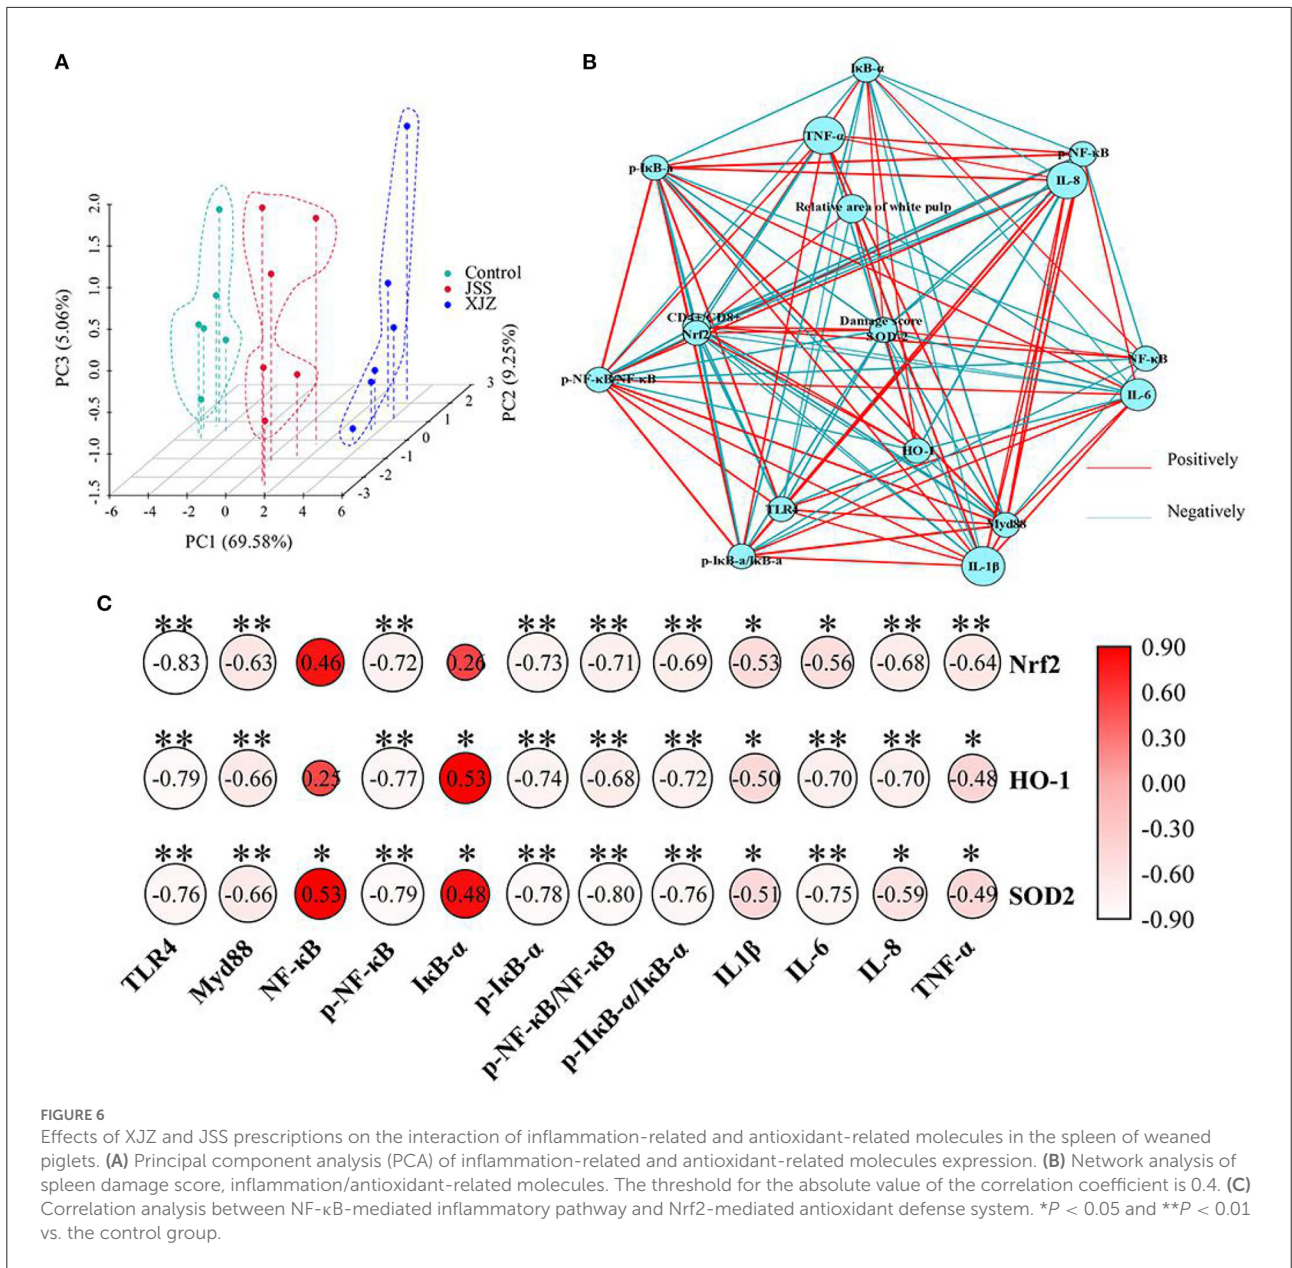 A
PC3 (5.06%)
2.0
1.5
1.0
0.5
0.0
-0.5
-1.0
-1.5
-6
-4
-2
0
2
4
6
PC1 (69.58%)
-3
-2
-1
0
1
2
3
PC2 (9.25%)
Control
JSS
XJZ
B
IκB-α
TNF-α
p-NF-κB
p-IκB-a
IL-8
Relative area of white pulp
CD4+/CD8+
Nrf2
Damage score
SOD-2
NF-κB
p-NF-κB/NF-κB
IL-6
HO-1
TLR4
Myd88
p-IκB-a/IκB-a
IL-1β
Positively
Negatively
C
** ** ** ** ** ** * * ** **
-0.83 -0.63 0.46 -0.72 0.26 -0.73 -0.71 -0.69 -0.53 -0.56 -0.68 -0.64 Nrf2
** ** ** * ** ** ** * ** ** *
-0.79 -0.66 0.25 -0.77 0.53 -0.74 -0.68 -0.72 -0.50 -0.70 -0.70 -0.48 HO-1
** ** * ** * ** ** ** * ** * *
-0.76 -0.66 0.53 -0.79 0.48 -0.78 -0.80 -0.76 -0.51 -0.75 -0.59 -0.49 SOD2
TLR4
Myd88
NF-κB
p-NF-κB
IκB-α
p-IκB-α
p-NF-κB/NF-κB
p-IIκB-α/IκB-α
IL1β
IL-6
IL-8
TNF-α
0.90
0.60
0.30
0.00
-0.30
-0.60
-0.90
FIGURE 6
Effects of XJZ and JSS prescriptions on the interaction of inflammation-related and antioxidant-related molecules in the spleen of weaned
piglets. (A) Principal component analysis (PCA) of inflammation-related and antioxidant-related molecules expression. (B) Network analysis of
spleen damage score, inflammation/antioxidant-related molecules. The threshold for the absolute value of the correlation coefficient is 0.4. (C)
Correlation analysis between NF-κB-mediated inflammatory pathway and Nrf2-mediated antioxidant defense system. *P < 0.05 and **P < 0.01
vs. the control group.